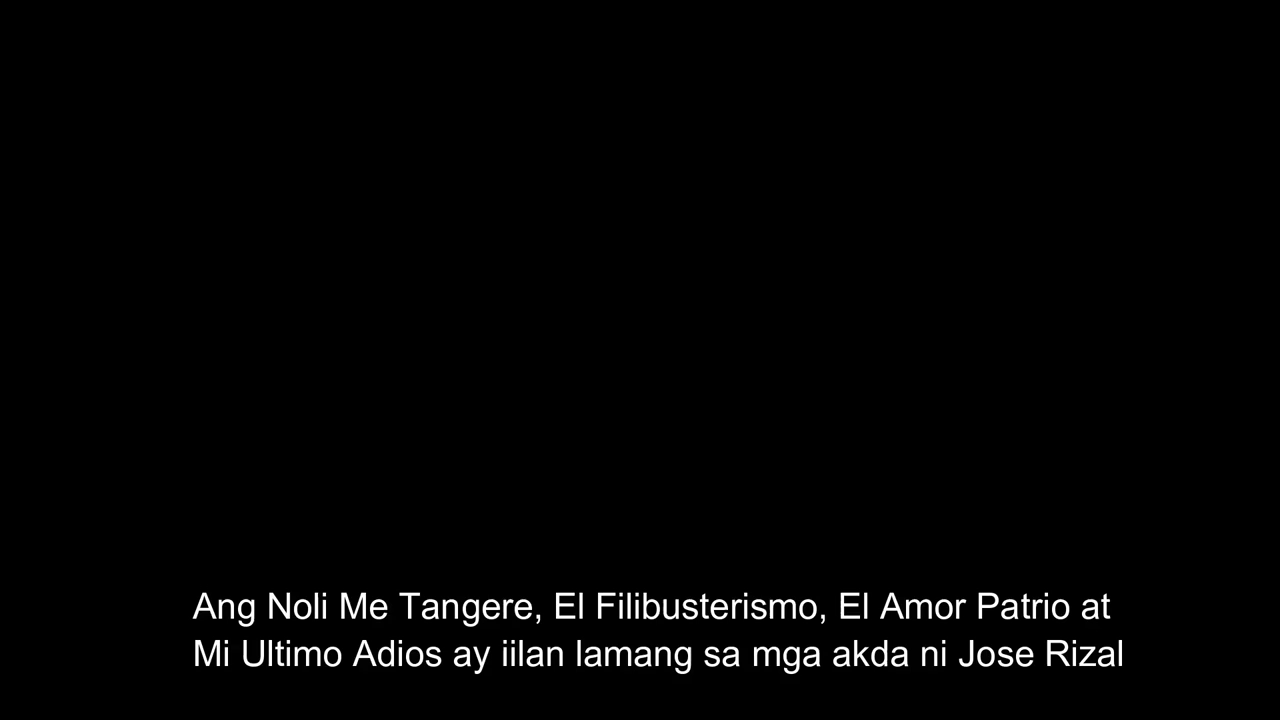 Ang Noli Me Tangere, El Filibusterismo, El Amor Patrio at
Mi Ultimo Adios ay iilan lamang sa mga akda ni Jose Rizal